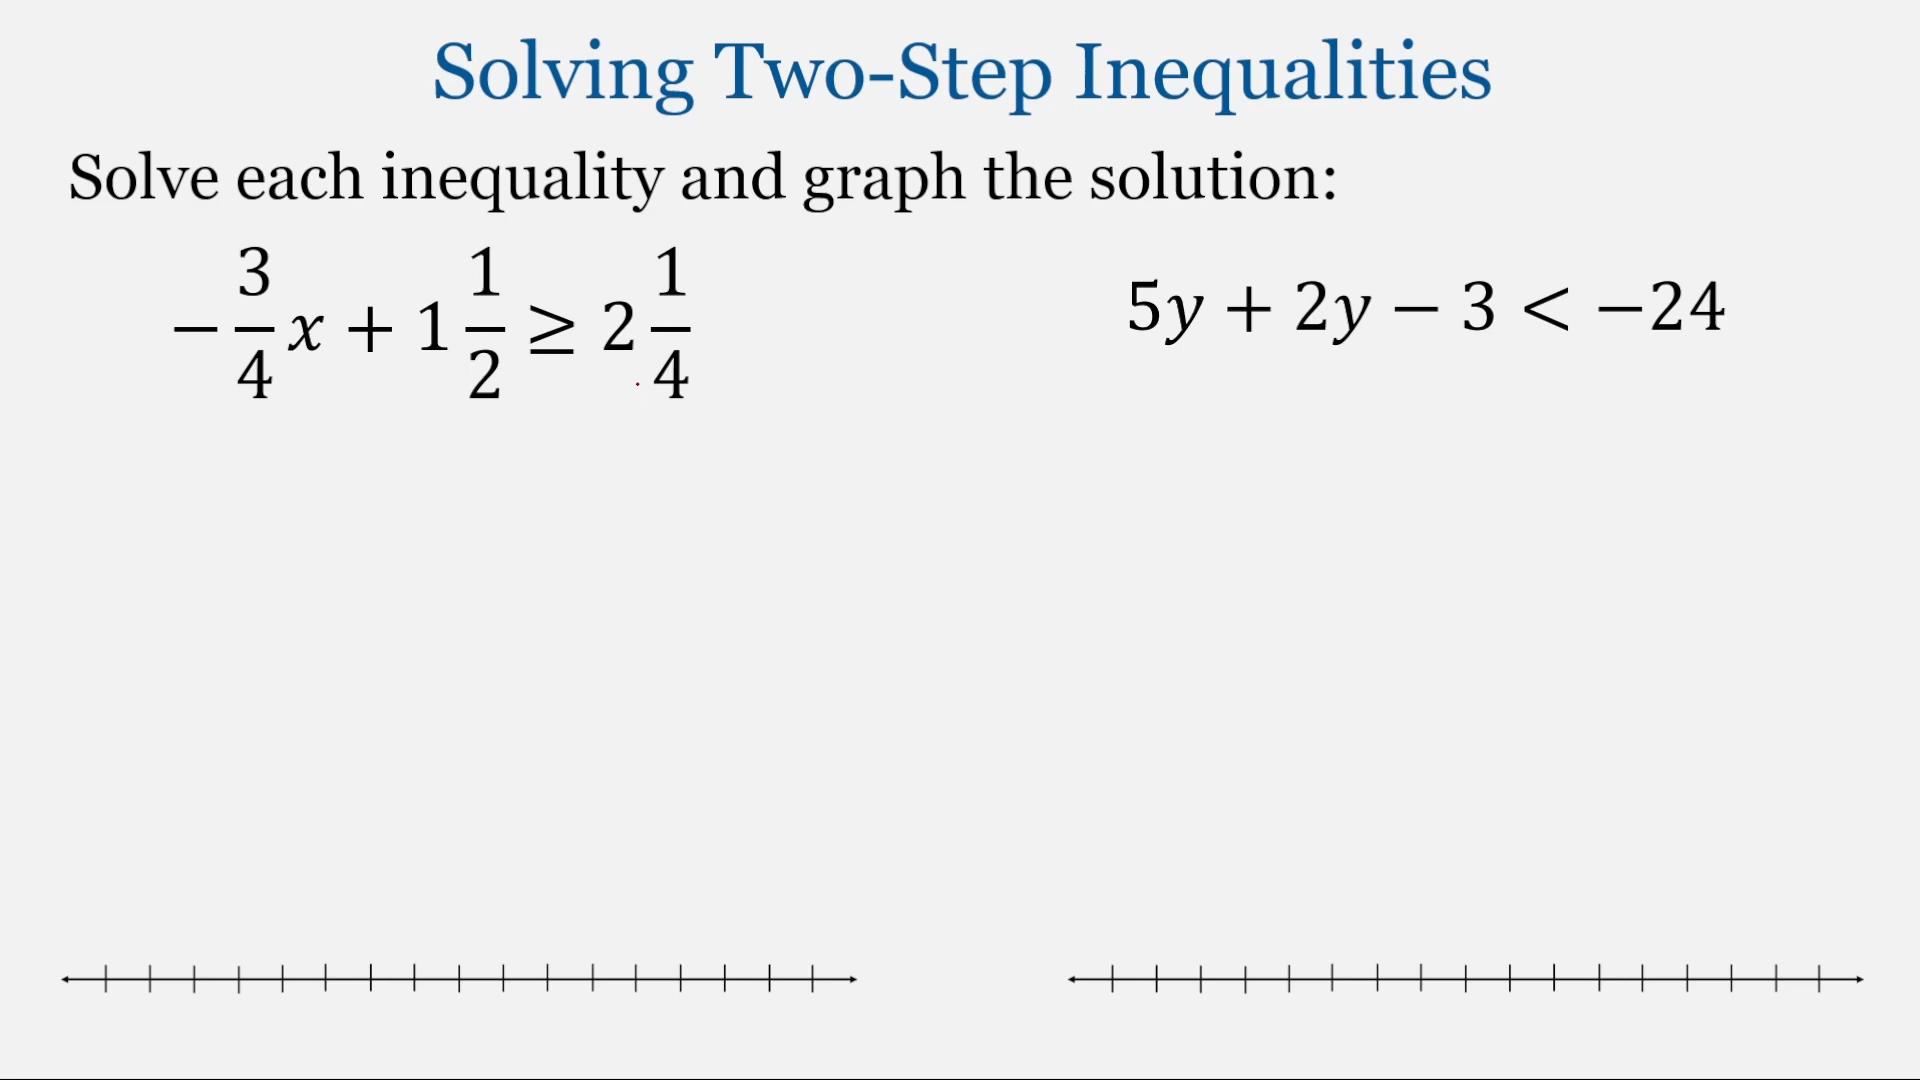 Solving Two-Step Inequalities
Solve each inequality and graph the solution:
−3/4x + 1 1/2 ≥ 2 1/4
5y + 2y − 3 < −24